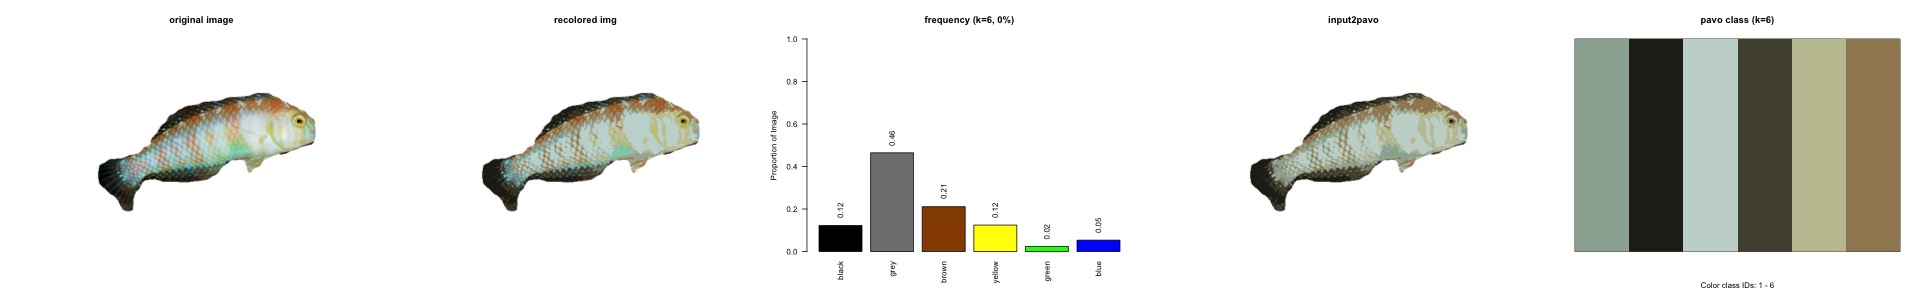 original image
recolored img
frequency (k=6, 0%)
input2pavo
pavo class (k=6)
Proportion of Image
1.0
0.8
0.6
0.4
0.2
0.0
0.12
0.46
0.21
0.12
0.02
0.05
black
grey
brown
yellow
green
blue
Color class IDs: 1 - 6